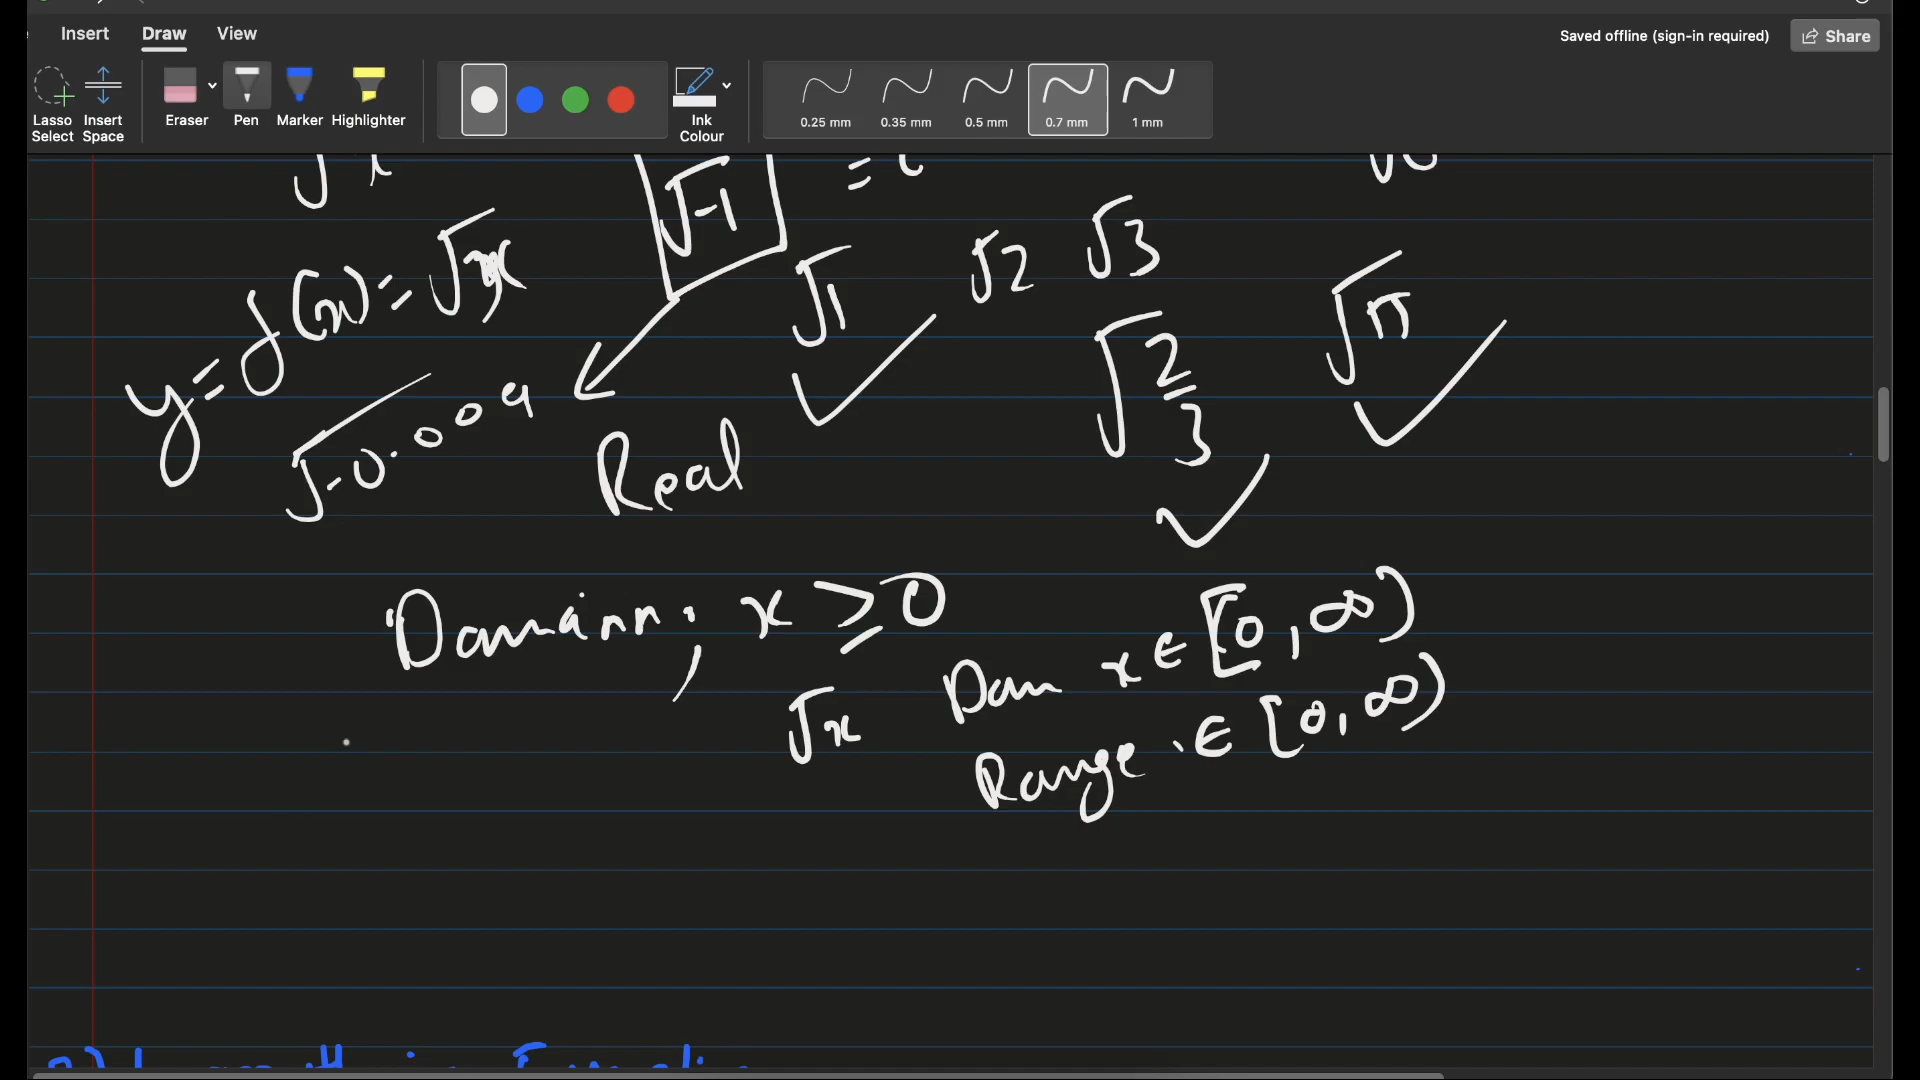 Insert Draw View
Saved offline (sign-in required) Share
Lasso Select
Insert Space
Eraser
Pen
Marker
Highlighter
Ink Colour
0.25 mm
0.35 mm
0.5 mm
0.7 mm
1 mm
√-1 =
y = f(x) = √x
√1 √2 √3
√2/3 √π
√-0.009
Real
Domainn: x ≥ 0
√x Dom x ∈ [0, ∞)
Range ∈ [0, ∞)